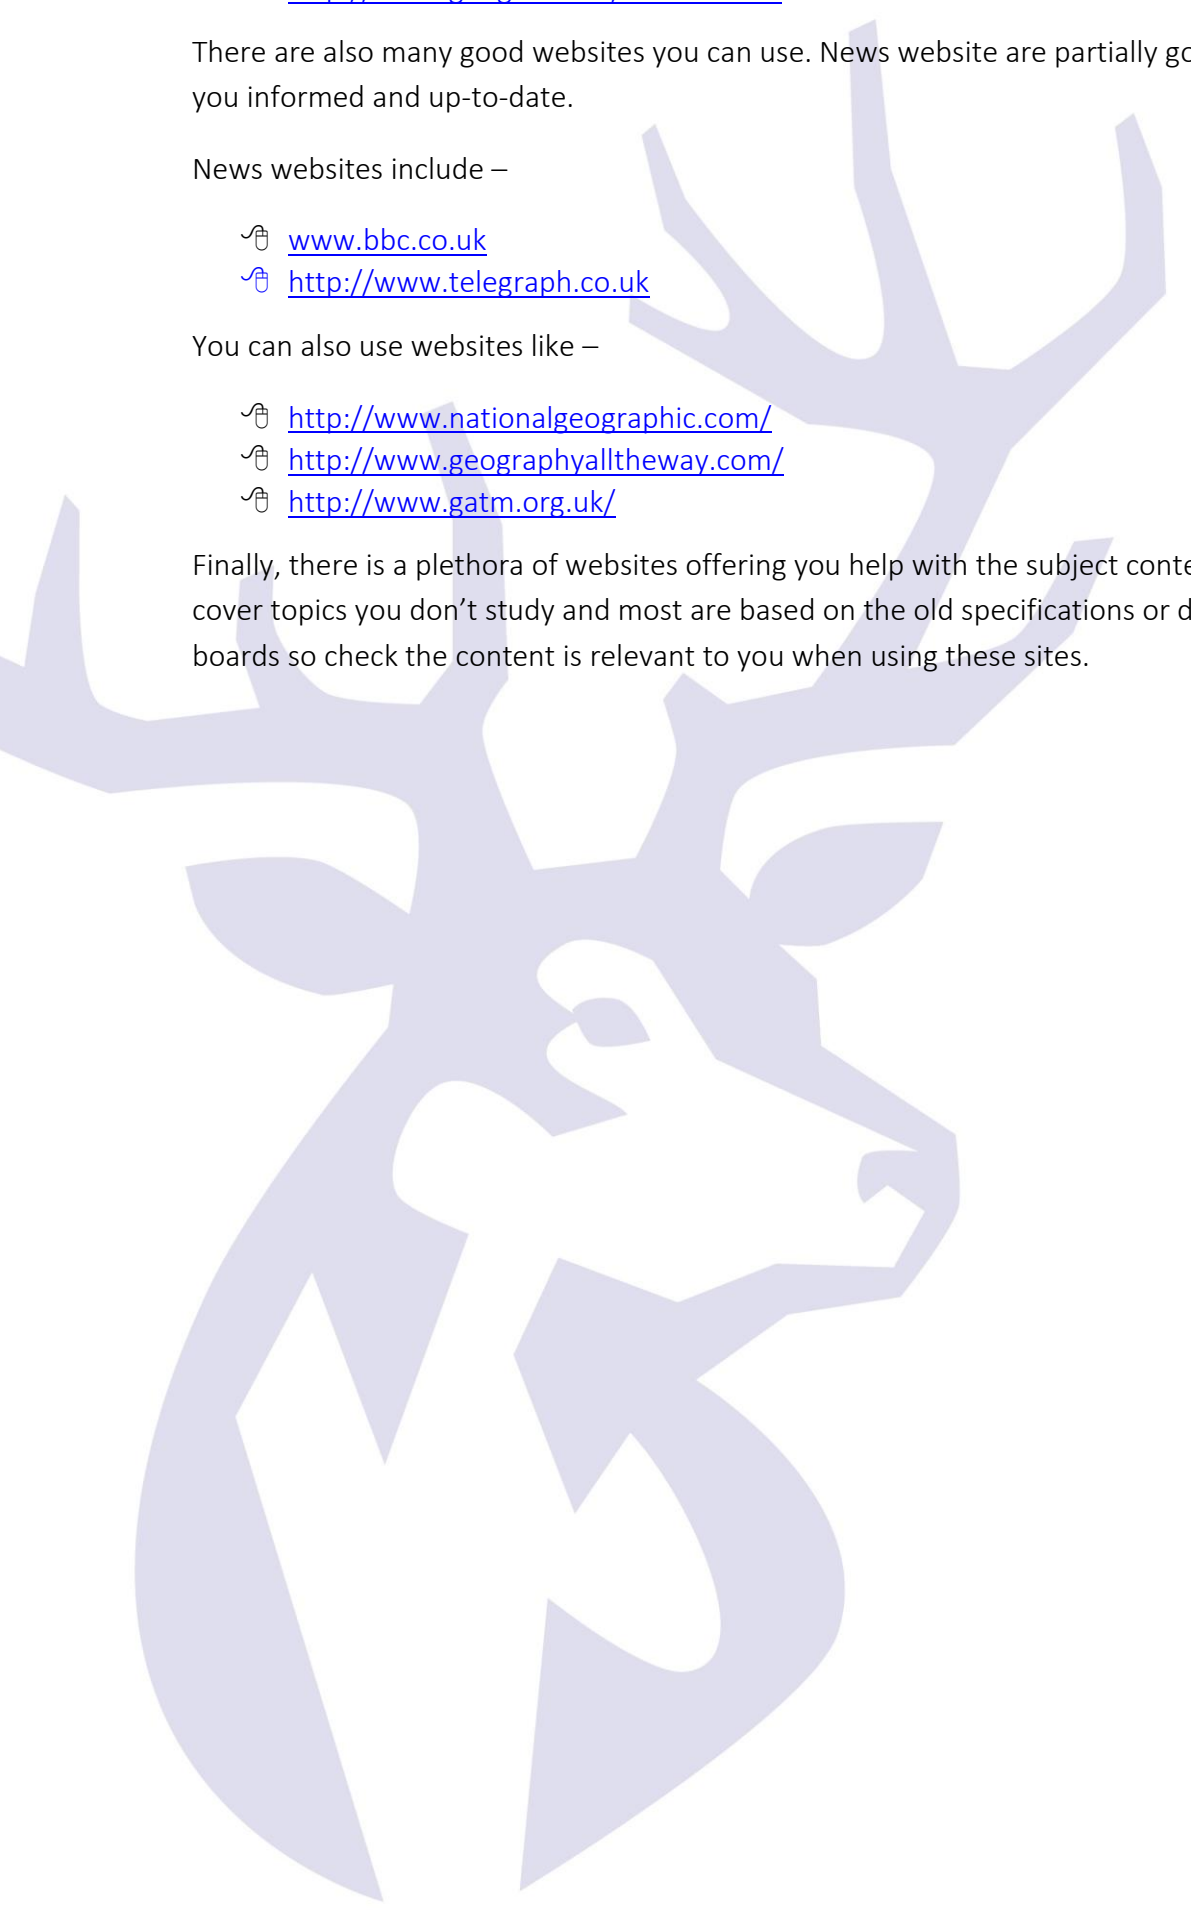 There are also many good websites you can use. News website are partially
you informed and up-to-date.
News websites include –
www.bbc.co.uk
http://www.telegraph.co.uk
You can also use websites like –
http://www.nationalgeographic.com/
http://www.geographyalltheway.com/
http://www.gatm.org.uk/
Finally, there is a plethora of websites offering you help with the subject
cover topics you don’t study and most are based on the old specifications or
boards so check the content is relevant to you when using these sites.